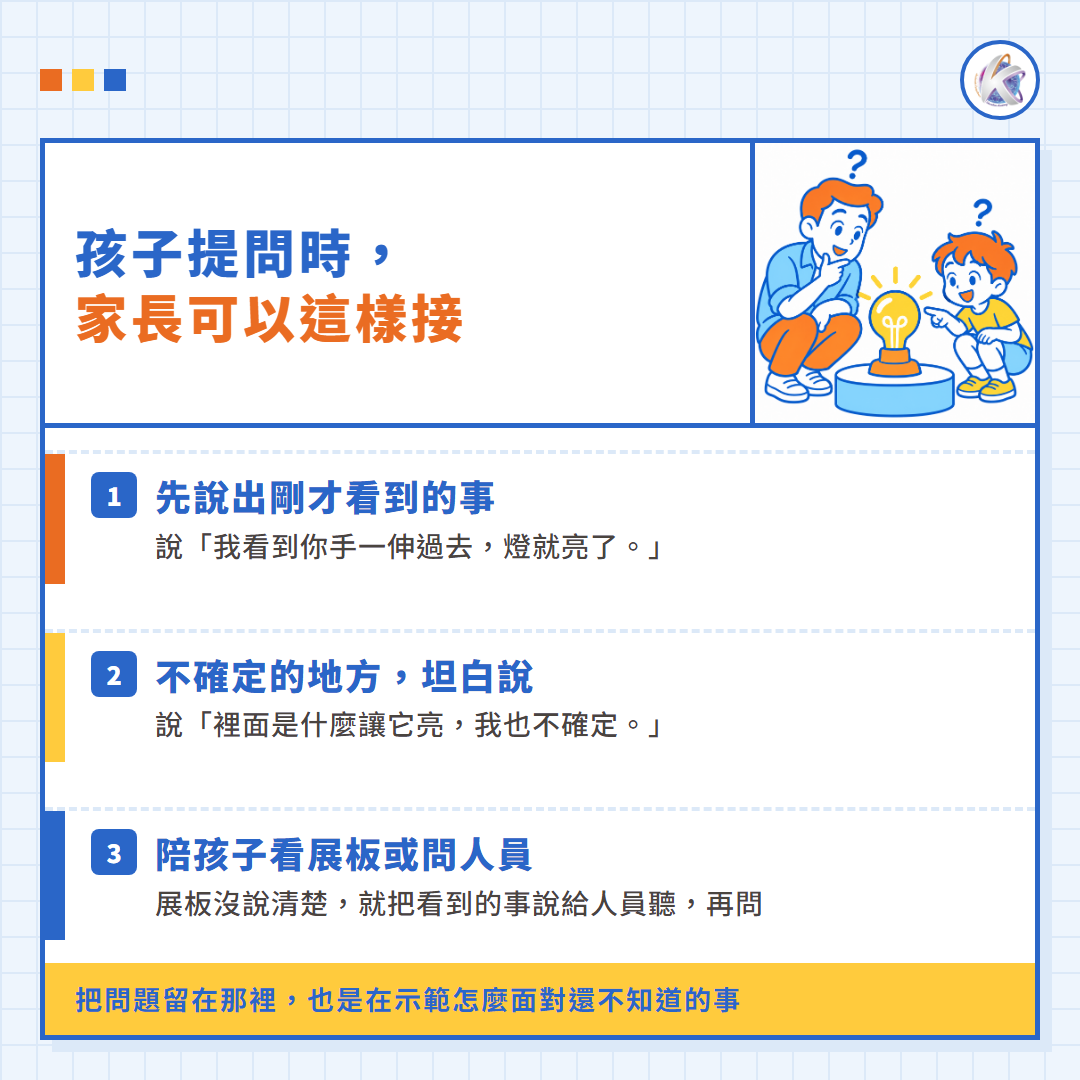 ?
?
孩子提問時，
家長可以這樣接
1 先說出剛才看到的事
說「我看到你手一伸過去，燈就亮了。」
2 不確定的地方，坦白說
說「裡面是什麼讓它亮，我也不確定。」
3 陪孩子看展板或問人員
展板沒說清楚，就把看到的事說給人員聽，再問
把問題留在那裡，也是在示範怎麼面對還不知道的事